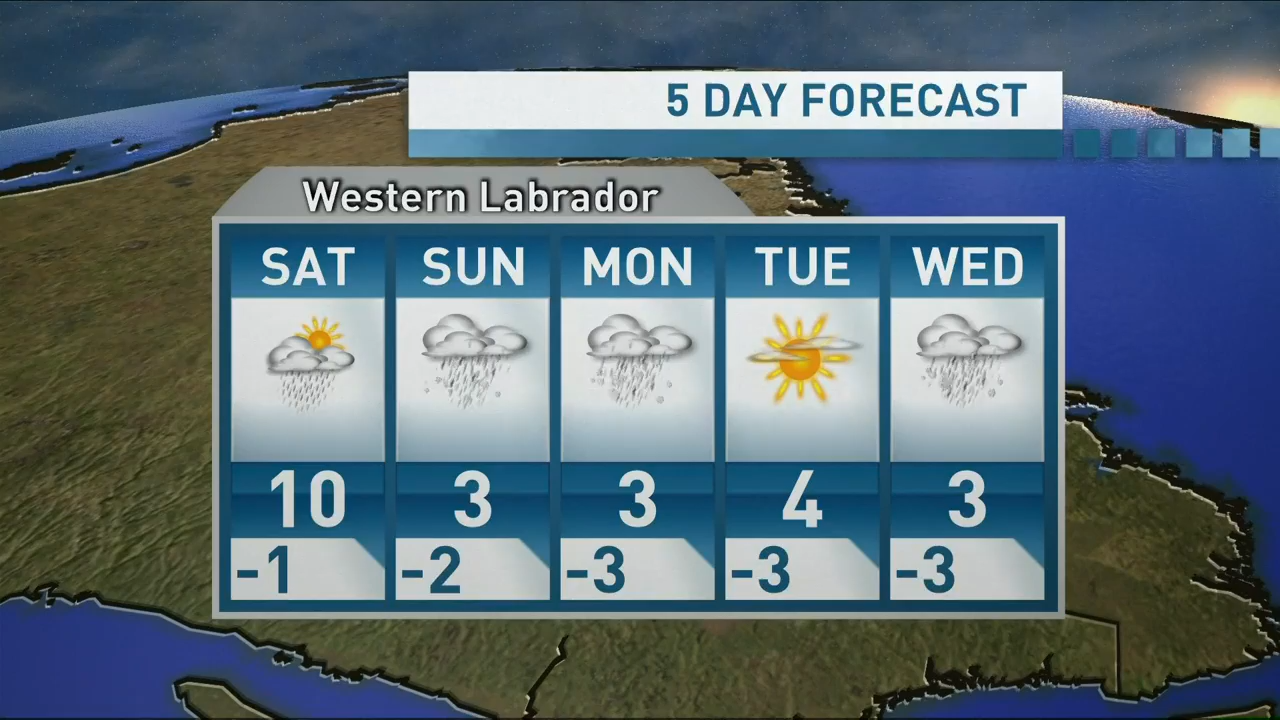 5 DAY FORECAST
Western Labrador
SAT SUN MON TUE WED
10 3 3 4 3
-1 -2 -3 -3 -3